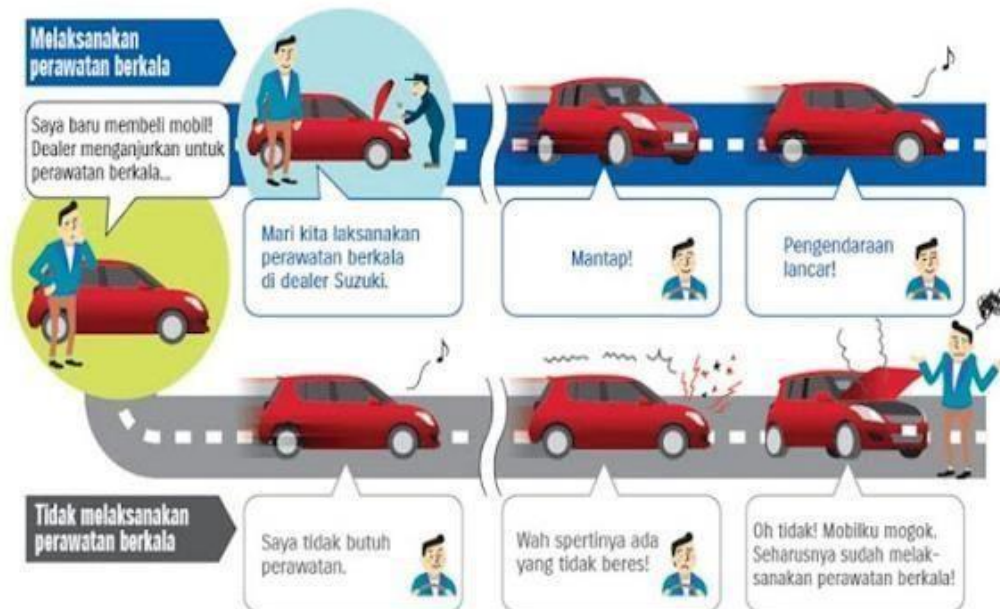 Melaksanakan
perawatan berkala
Saya baru membeli mobil!
Dealer menganjurkan untuk
perawatan berkala...
Mari kita laksanakan
perawatan berkala
di dealer Suzuki.
Mantap!
Pengendaraan
lancar!
Tidak melaksanakan
perawatan berkala
Saya tidak butuh
perawatan.
Wah spertinya ada
yang tidak beres!
Oh tidak! Mobilku mogok.
Seharusnya sudah melak-
sanakan perawatan berkala!